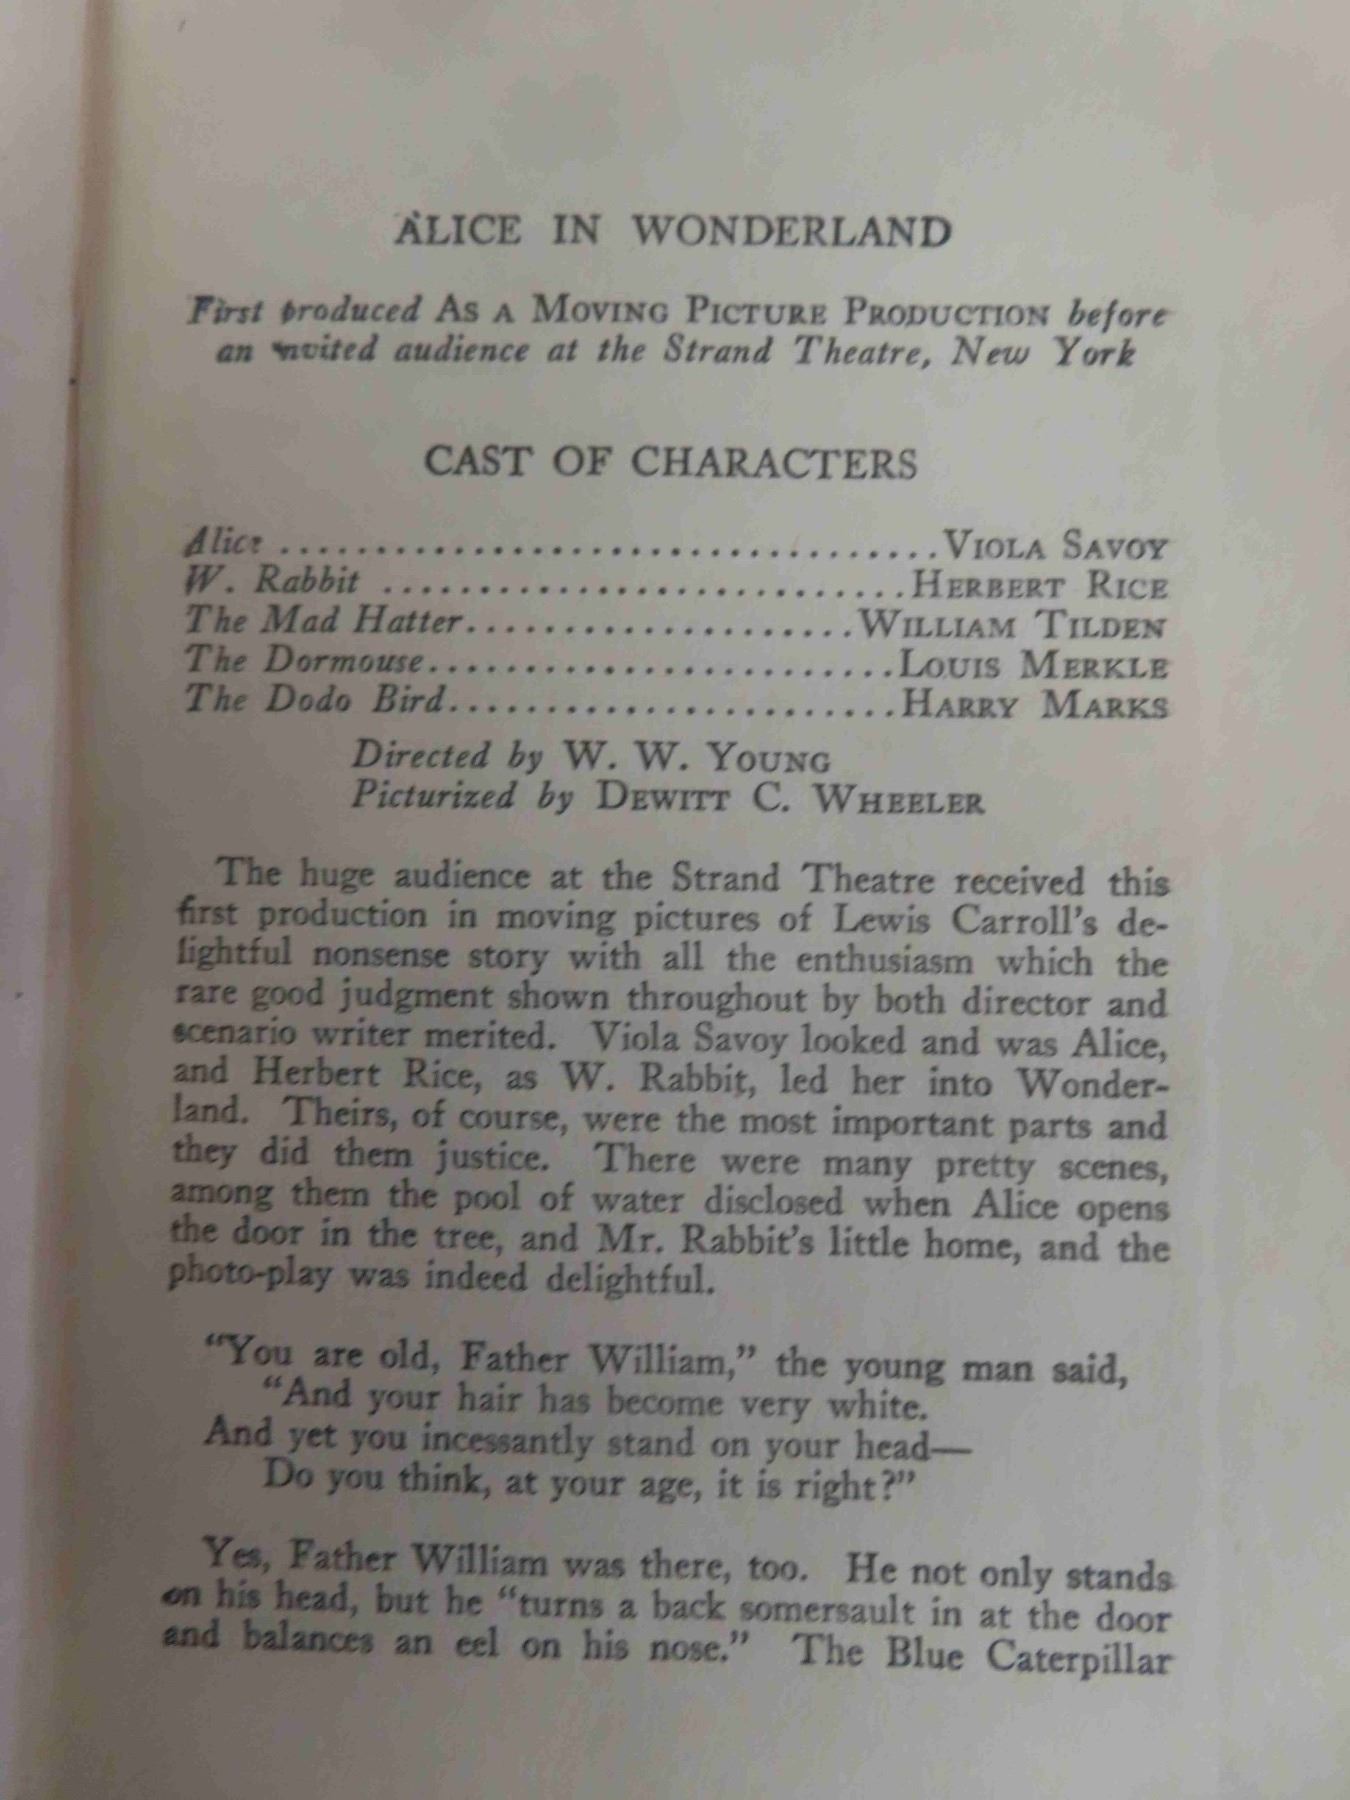 ALICE IN WONDERLAND
First produced AS A MOVING PICTURE PRODUCTION before
an invited audience at the Strand Theatre, New York
CAST OF CHARACTERS
Alice ..................................VIOLA SAVOY
W. Rabbit ............................HERBERT RICE
The Mad Hatter....................WILLIAM TILDEN
The Dormouse........................LOUIS MERKLE
The Dodo Bird.......................HARRY MARKS
Directed by W. W. YOUNG
Picturized by DEWITT C. WHEELER
The huge audience at the Strand Theatre received this
first production in moving pictures of Lewis Carroll's de-
lightful nonsense story with all the enthusiasm which the
rare good judgment shown throughout by both director and
scenario writer merited. Viola Savoy looked and was Alice,
and Herbert Rice, as W. Rabbit, led her into Wonder-
land. Theirs, of course, were the most important parts and
they did them justice. There were many pretty scenes,
among them the pool of water disclosed when Alice opens
the door in the tree, and Mr. Rabbit's little home, and the
photo-play was indeed delightful.
"You are old, Father William," the young man said,
"And your hair has become very white.
And yet you incessantly stand on your head—
Do you think, at your age, it is right?"
Yes, Father William was there, too. He not only stands
on his head, but he "turns a back somersault in at the door
and balances an eel on his nose." The Blue Caterpillar